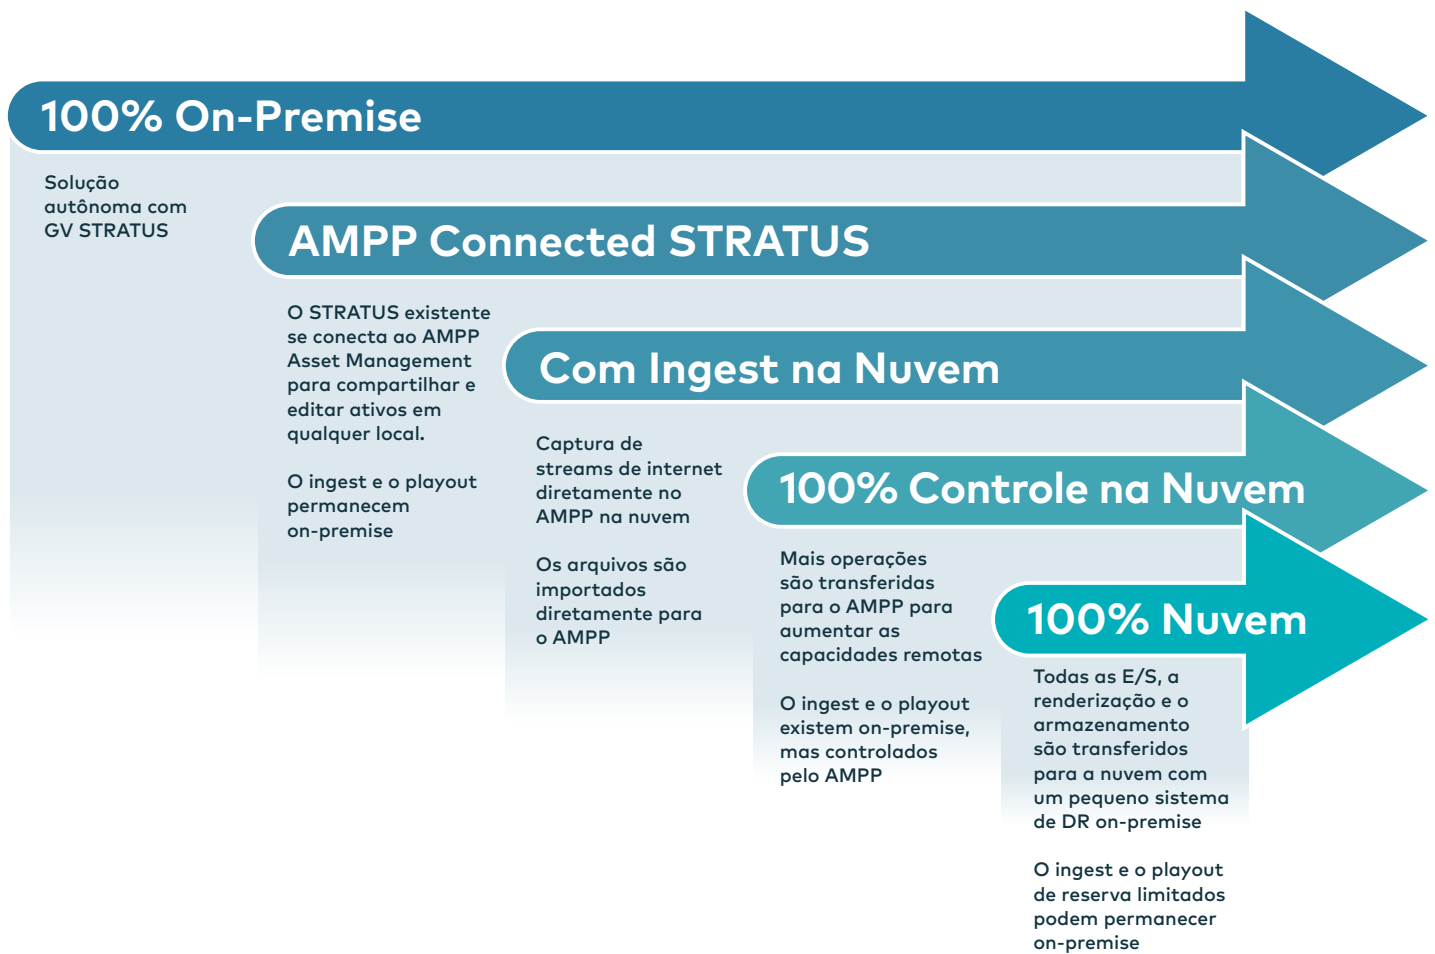 100% On-Premise
Solução
autônoma com
GV STRATUS
AMPP Connected STRATUS
O STRATUS existente
se conecta ao AMPP
Asset Management
para compartilhar e
editar ativos em
qualquer local.
O ingest e o playout
permanecem
on-premise
Com Ingest na Nuvem
Captura de
streams de internet
diretamente no
AMPP na nuvem
Os arquivos são
importados
diretamente para
o AMPP
100% Controle na Nuvem
Mais operações
são transferidas
para o AMPP para
aumentar as
capacidades remotas
O ingest e o playout
existem on-premise,
mas controlados
pelo AMPP
100% Nuvem
Todas as E/S, a
renderização e o
armazenamento
são transferidos
para a nuvem com
um pequeno sistema
de DR on-premise
O ingest e o playout
de reserva limitados
podem permanecer
on-premise